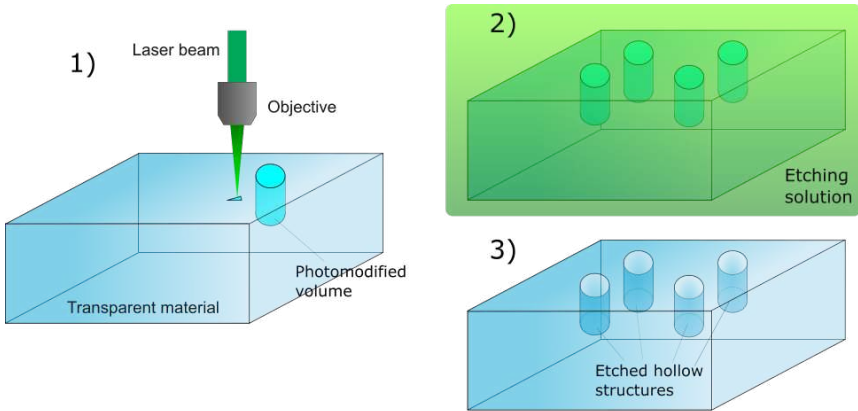 1)
Laser beam
Objective
Photomodified
volume
Transparent material
2)
Etching
solution
3)
Etched hollow
structures